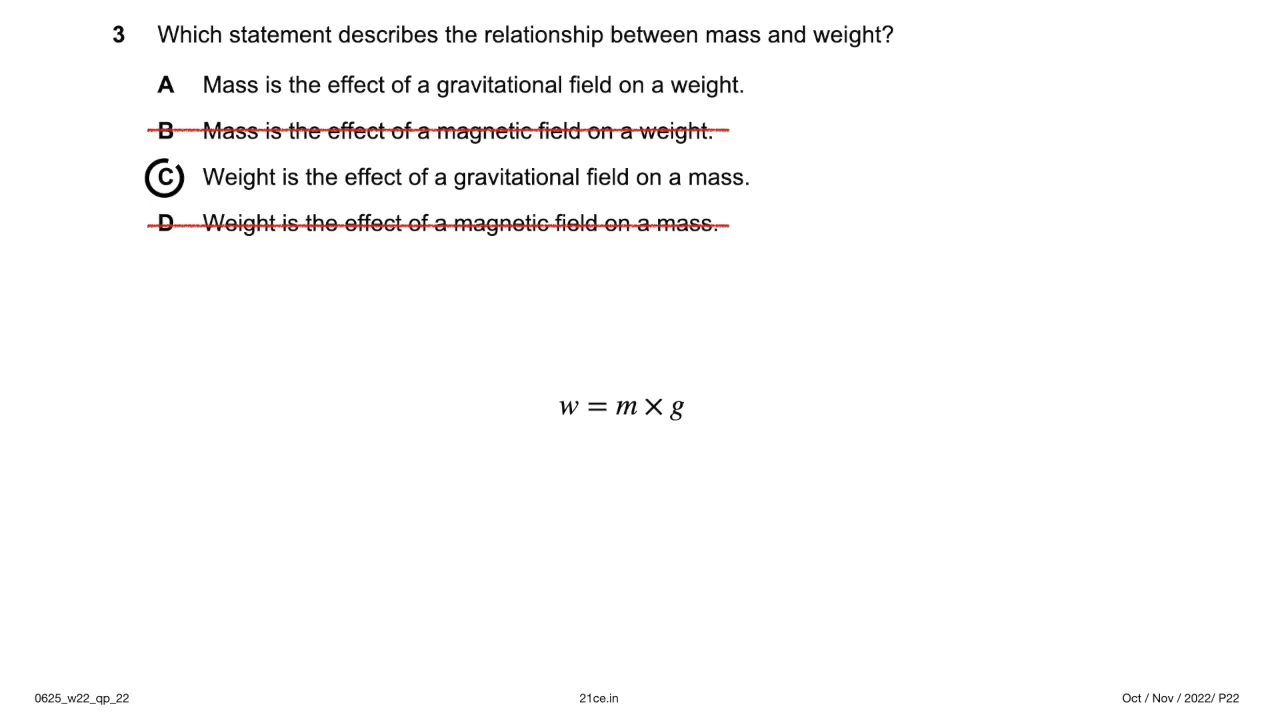 3 Which statement describes the relationship between mass and weight?
A Mass is the effect of a gravitational field on a weight.
B Mass is the effect of a magnetic field on a weight.
C Weight is the effect of a gravitational field on a mass.
D Weight is the effect of a magnetic field on a mass.
w = m × g
0625_w22_qp_22 21ce.in Oct / Nov / 2022/ P22